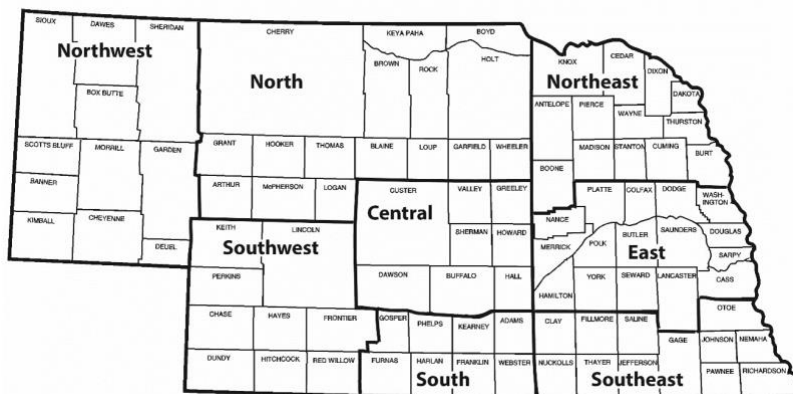 SIOUX
DAWES
SHERIDAN
Northwest
BOX BUTTE
SCOTTS BLUFF
MORRILL
GARDEN
BANNER
KIMBALL
CHEYENNE
DEUEL
CHERRY
KEYA PAHA
BOYD
North
BROWN
ROCK
HOLT
GRANT
HOOKER
THOMAS
BLAINE
LOUP
GARFIELD
WHEELER
ARTHUR
McPHERSON
LOGAN
KNOX
CEDAR
DIXON
Northeast
DAKOTA
ANTELOPE
PIERCE
WAYNE
THURSTON
MADISON
STANTON
CUMING
BURT
BOONE
CUSTER
VALLEY
GREELEY
Central
SHERMAN
HOWARD
DAWSON
BUFFALO
HALL
PLATTE
COLFAX
DODGE
WASH-
INGTON
NANCE
MERRICK
POLK
BUTLER
SAUNDERS
DOUGLAS
East
SARPY
YORK
SEWARD
LANCASTER
CASS
HAMILTON
KEITH
LINCOLN
Southwest
PERKINS
CHASE
HAYES
FRONTIER
DUNDY
HITCHCOCK
RED WILLOW
GOSPER
PHELPS
KEARNEY
ADAMS
FURNAS
HARLAN
FRANKLIN
WEBSTER
South
OTOE
CLAY
FILLMORE
SALINE
GAGE
JOHNSON
NEMAHA
NUCKOLLS
THAYER
JEFFERSON
PAWNEE
RICHARDSON
Southeast